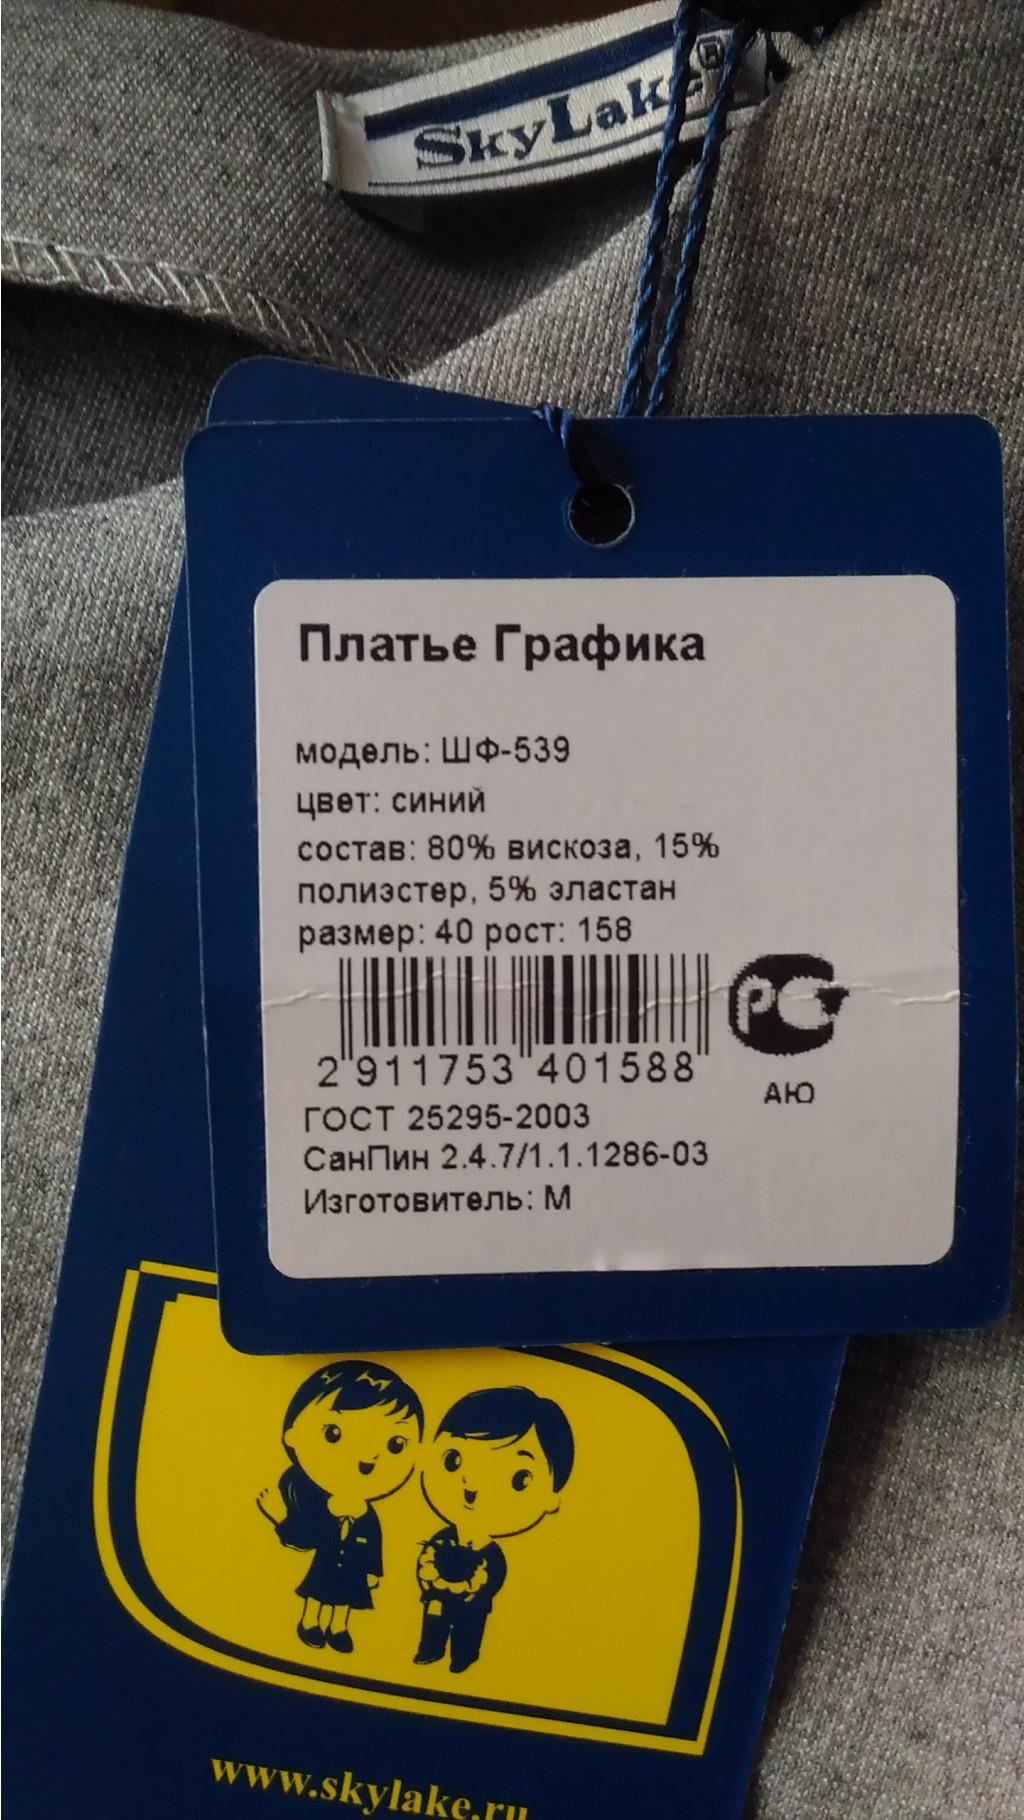 SkyLake®
Платье Графика
модель: ШФ-539
цвет: синий
состав: 80% вискоза, 15%
полиэстер, 5% эластан
размер: 40 рост: 158
2 911753 401588
РС
АЮ
ГОСТ 25295-2003
СанПин 2.4.7/1.1.1286-03
Изготовитель: М
www.skylake.ru